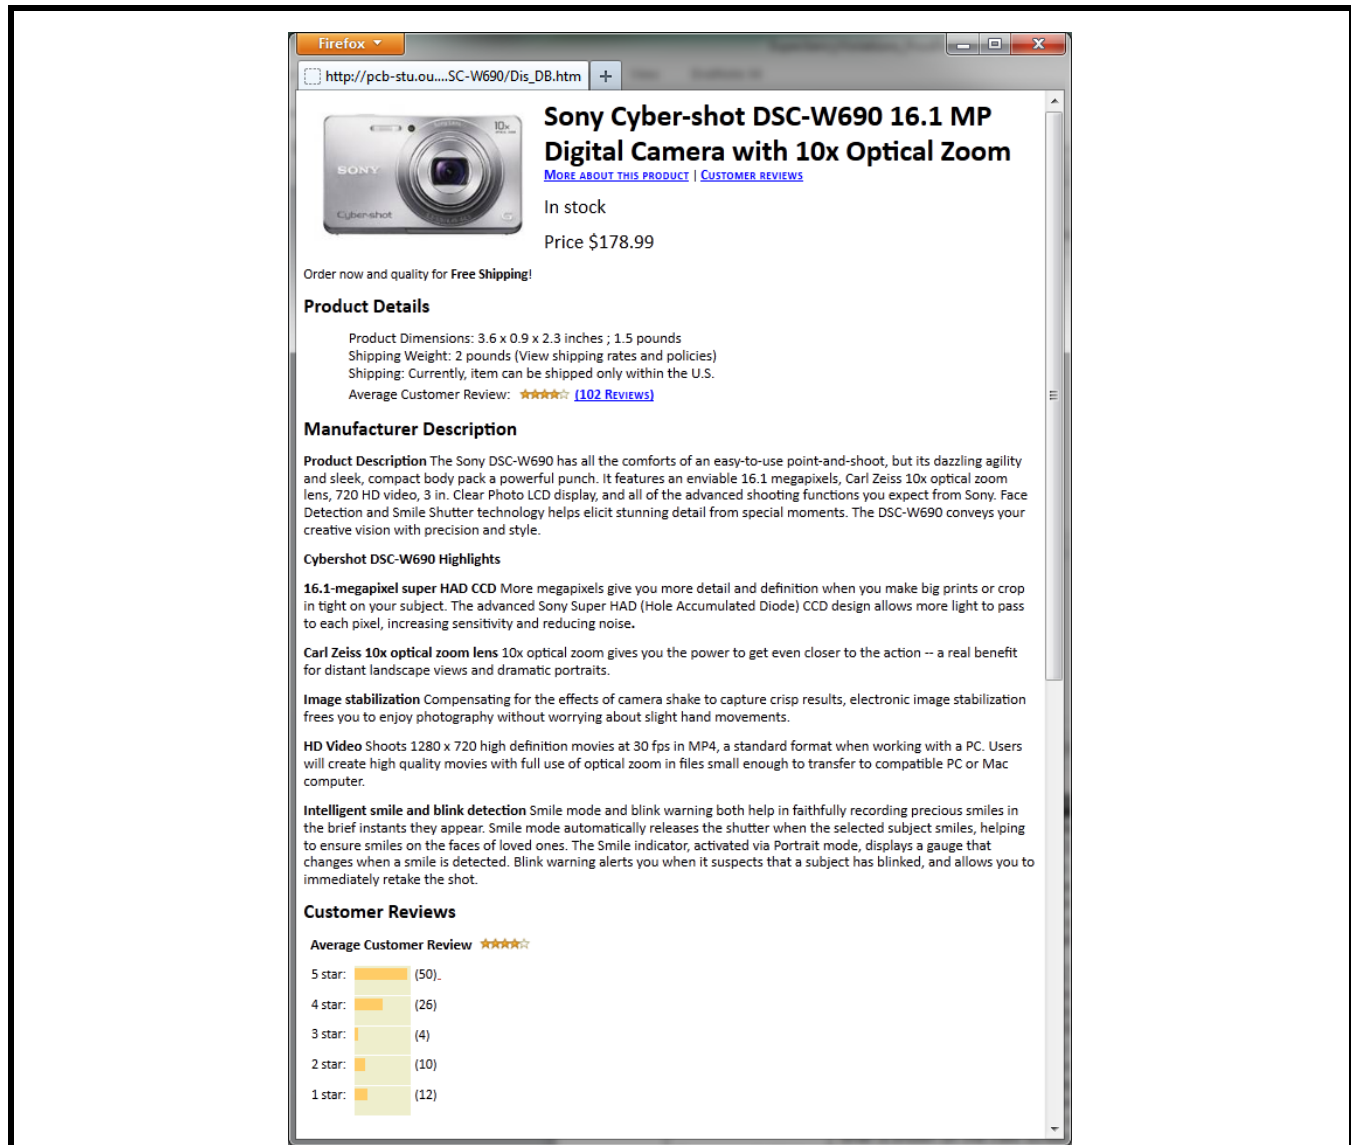 Firefox
http://pcb-stu.ou....SC-W690/Dis_DB.htm
+
SONY
Cyber-shot
10x
Sony Cyber-shot DSC-W690 16.1 MP
Digital Camera with 10x Optical Zoom
MORE ABOUT THIS PRODUCT | CUSTOMER REVIEWS
In stock
Price $178.99
Order now and quality for Free Shipping!
Product Details
Product Dimensions: 3.6 x 0.9 x 2.3 inches ; 1.5 pounds
Shipping Weight: 2 pounds (View shipping rates and policies)
Shipping: Currently, item can be shipped only within the U.S.
Average Customer Review: (102 REVIEWS)
Manufacturer Description
Product Description The Sony DSC-W690 has all the comforts of an easy-to-use point-and-shoot, but its dazzling agility
and sleek, compact body pack a powerful punch. It features an enviable 16.1 megapixels, Carl Zeiss 10x optical zoom
lens, 720 HD video, 3 in. Clear Photo LCD display, and all of the advanced shooting functions you expect from Sony. Face
Detection and Smile Shutter technology helps elicit stunning detail from special moments. The DSC-W690 conveys your
creative vision with precision and style.
Cybershot DSC-W690 Highlights
16.1-megapixel super HAD CCD More megapixels give you more detail and definition when you make big prints or crop
in tight on your subject. The advanced Sony Super HAD (Hole Accumulated Diode) CCD design allows more light to pass
to each pixel, increasing sensitivity and reducing noise.
Carl Zeiss 10x optical zoom lens 10x optical zoom gives you the power to get even closer to the action -- a real benefit
for distant landscape views and dramatic portraits.
Image stabilization Compensating for the effects of camera shake to capture crisp results, electronic image stabilization
frees you to enjoy photography without worrying about slight hand movements.
HD Video Shoots 1280 x 720 high definition movies at 30 fps in MP4, a standard format when working with a PC. Users
will create high quality movies with full use of optical zoom in files small enough to transfer to compatible PC or Mac
computer.
Intelligent smile and blink detection Smile mode and blink warning both help in faithfully recording precious smiles in
the brief instants they appear. Smile mode automatically releases the shutter when the selected subject smiles, helping
to ensure smiles on the faces of loved ones. The Smile indicator, activated via Portrait mode, displays a gauge that
changes when a smile is detected. Blink warning alerts you when it suspects that a subject has blinked, and allows you to
immediately retake the shot.
Customer Reviews
Average Customer Review
5 star: (50)
4 star: (26)
3 star: (4)
2 star: (10)
1 star: (12)